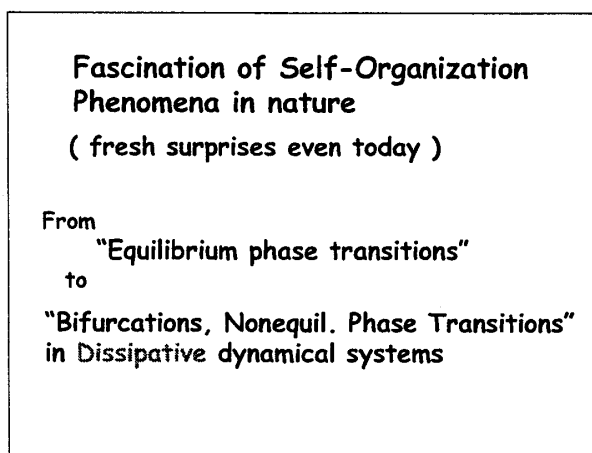 Fascination of Self-Organization
Phenomena in nature
( fresh surprises even today )
From
"Equilibrium phase transitions"
to
"Bifurcations, Nonequil. Phase Transitions"
in Dissipative dynamical systems